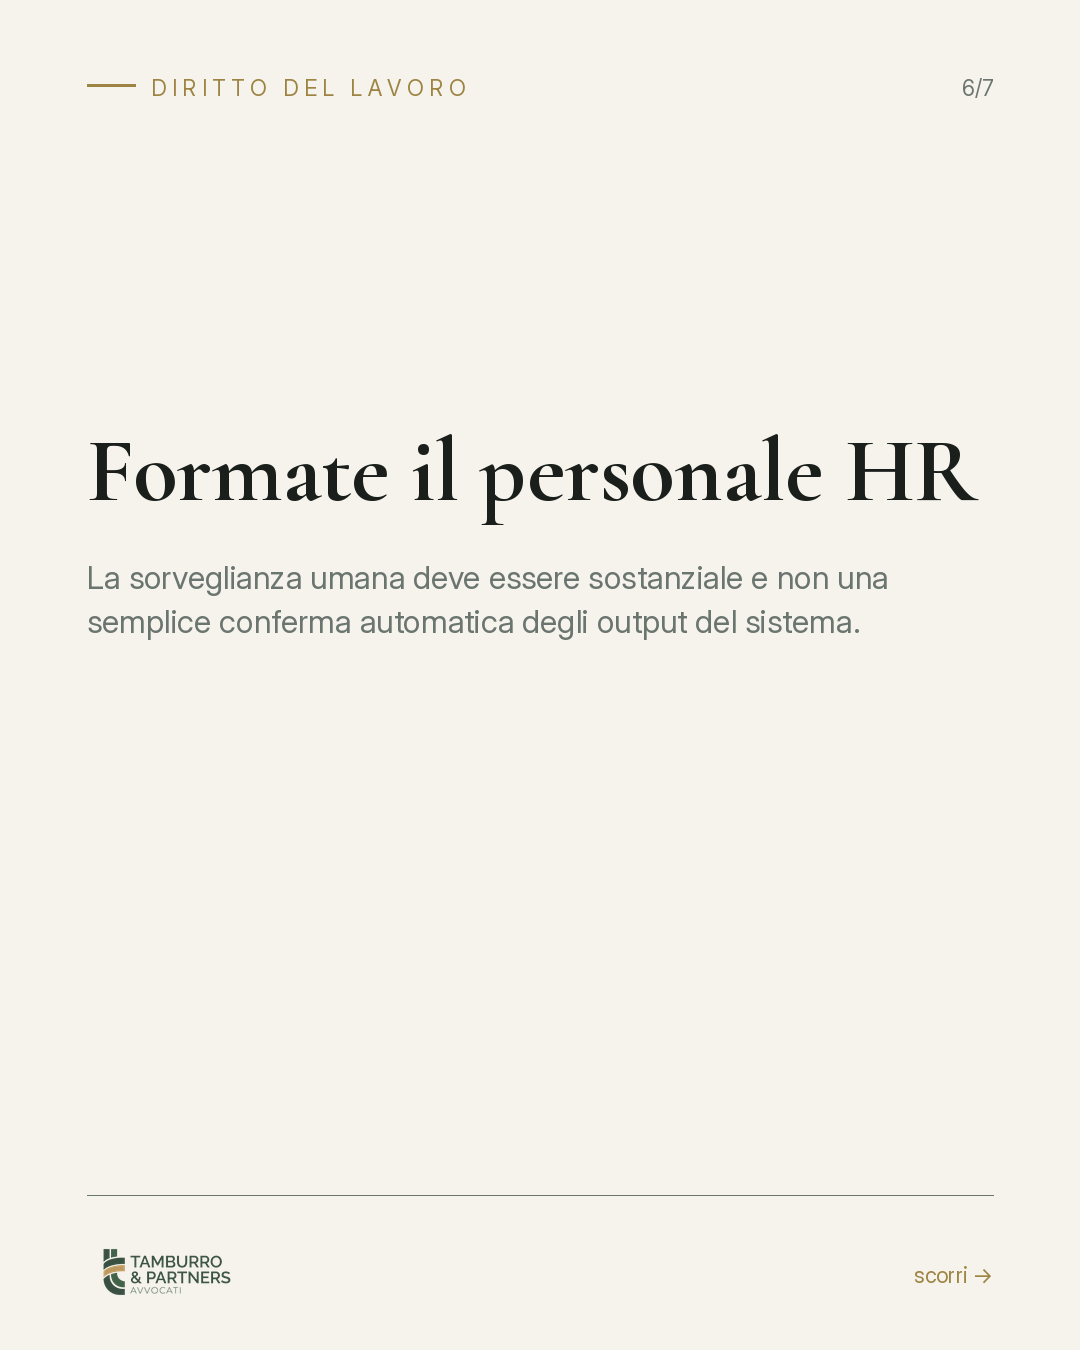 DIRITTO DEL LAVORO
6/7
Formate il personale HR
La sorveglianza umana deve essere sostanziale e non una
semplice conferma automatica degli output del sistema.
TAMBURRO
& PARTNERS
AVVOCATI
scorri →